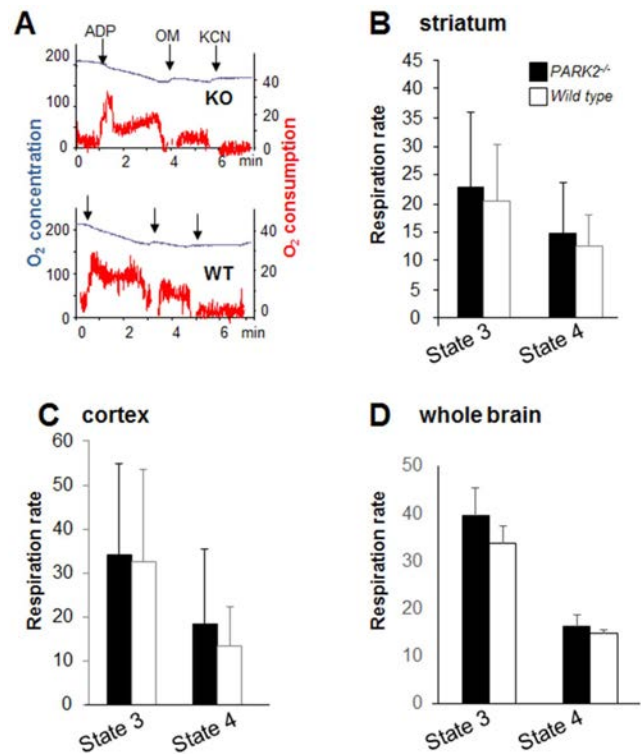 A
ADP OM KCN
200
100
0
40
20
0
KO
0 2 4 6 min
200
100
0
40
20
0
WT
0 2 4 6 min
O₂ concentration
O₂ consumption
B striatum
PARK2-/-
Wild type
45
40
35
30
25
20
15
10
5
0
Respiration rate
State 3 State 4
C cortex
60
50
40
30
20
10
0
Respiration rate
State 3 State 4
D whole brain
50
40
30
20
10
0
Respiration rate
State 3 State 4